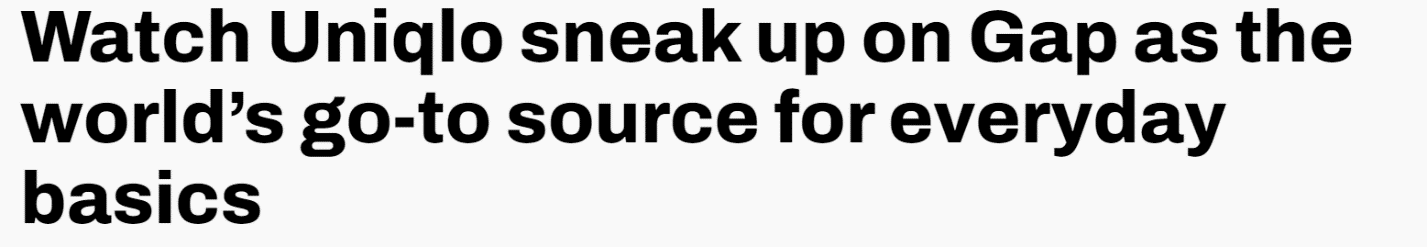 Watch Uniqlo sneak up on Gap as the
world’s go-to source for everyday
basics